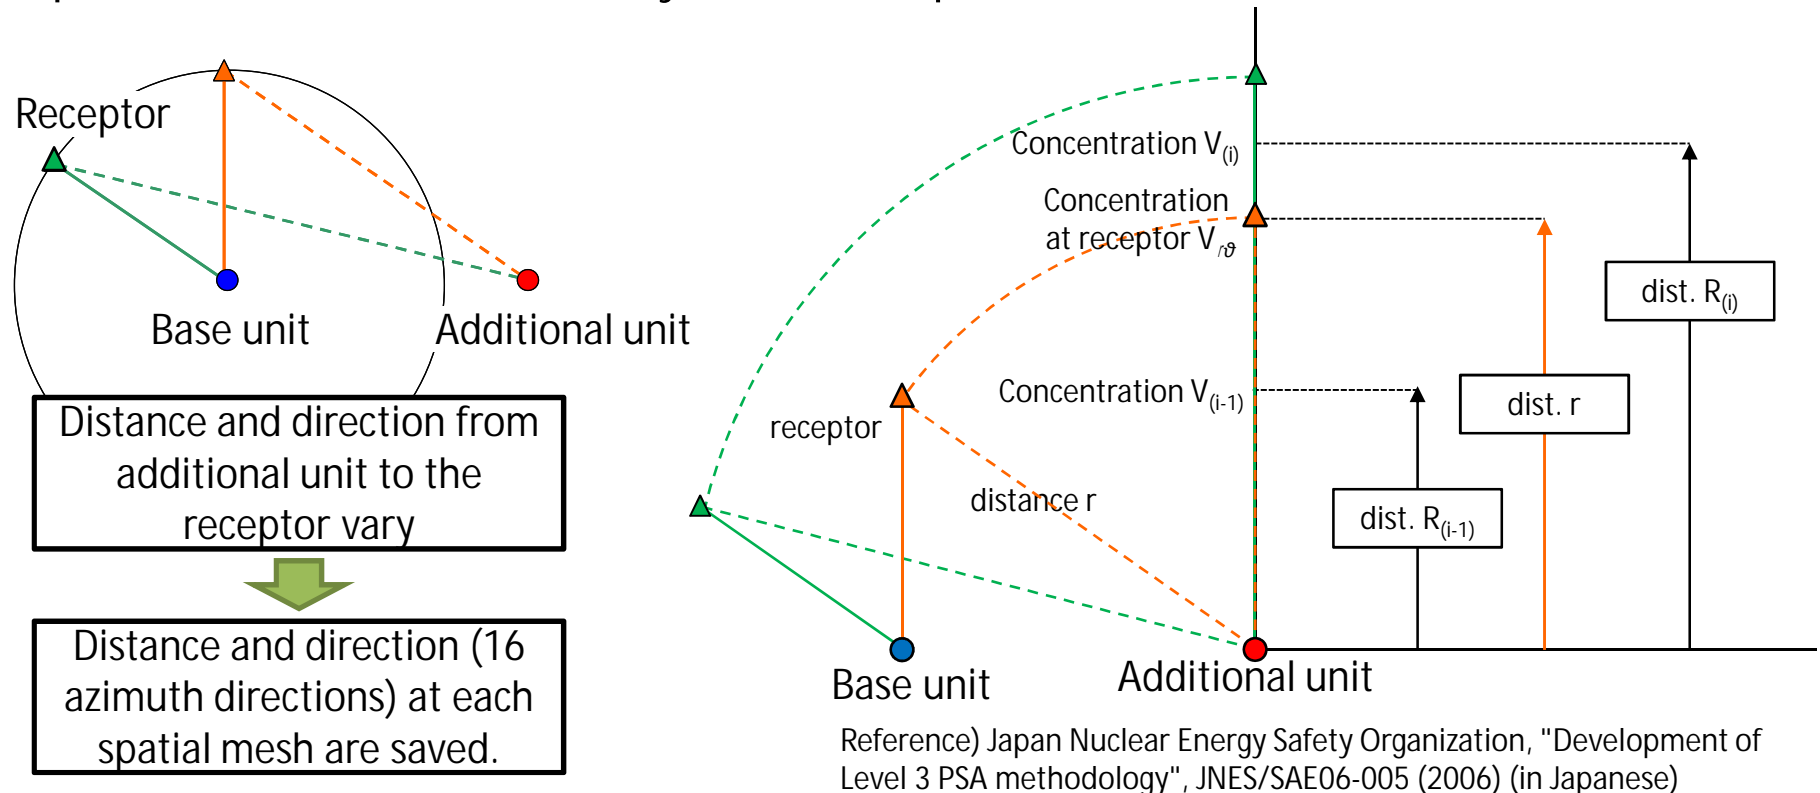 Receptor
Base unit
Additional unit
Distance and direction from
additional unit to the
receptor vary
Distance and direction (16
azimuth directions) at each
spatial mesh are saved.
Concentration V(i)
Concentration
at receptor Vrϑ
Concentration V(i-1)
receptor
distance r
dist. R(i)
dist. r
dist. R(i-1)
Base unit
Additional unit
Reference) Japan Nuclear Energy Safety Organization, "Development of
Level 3 PSA methodology", JNES/SAE06-005 (2006) (in Japanese)